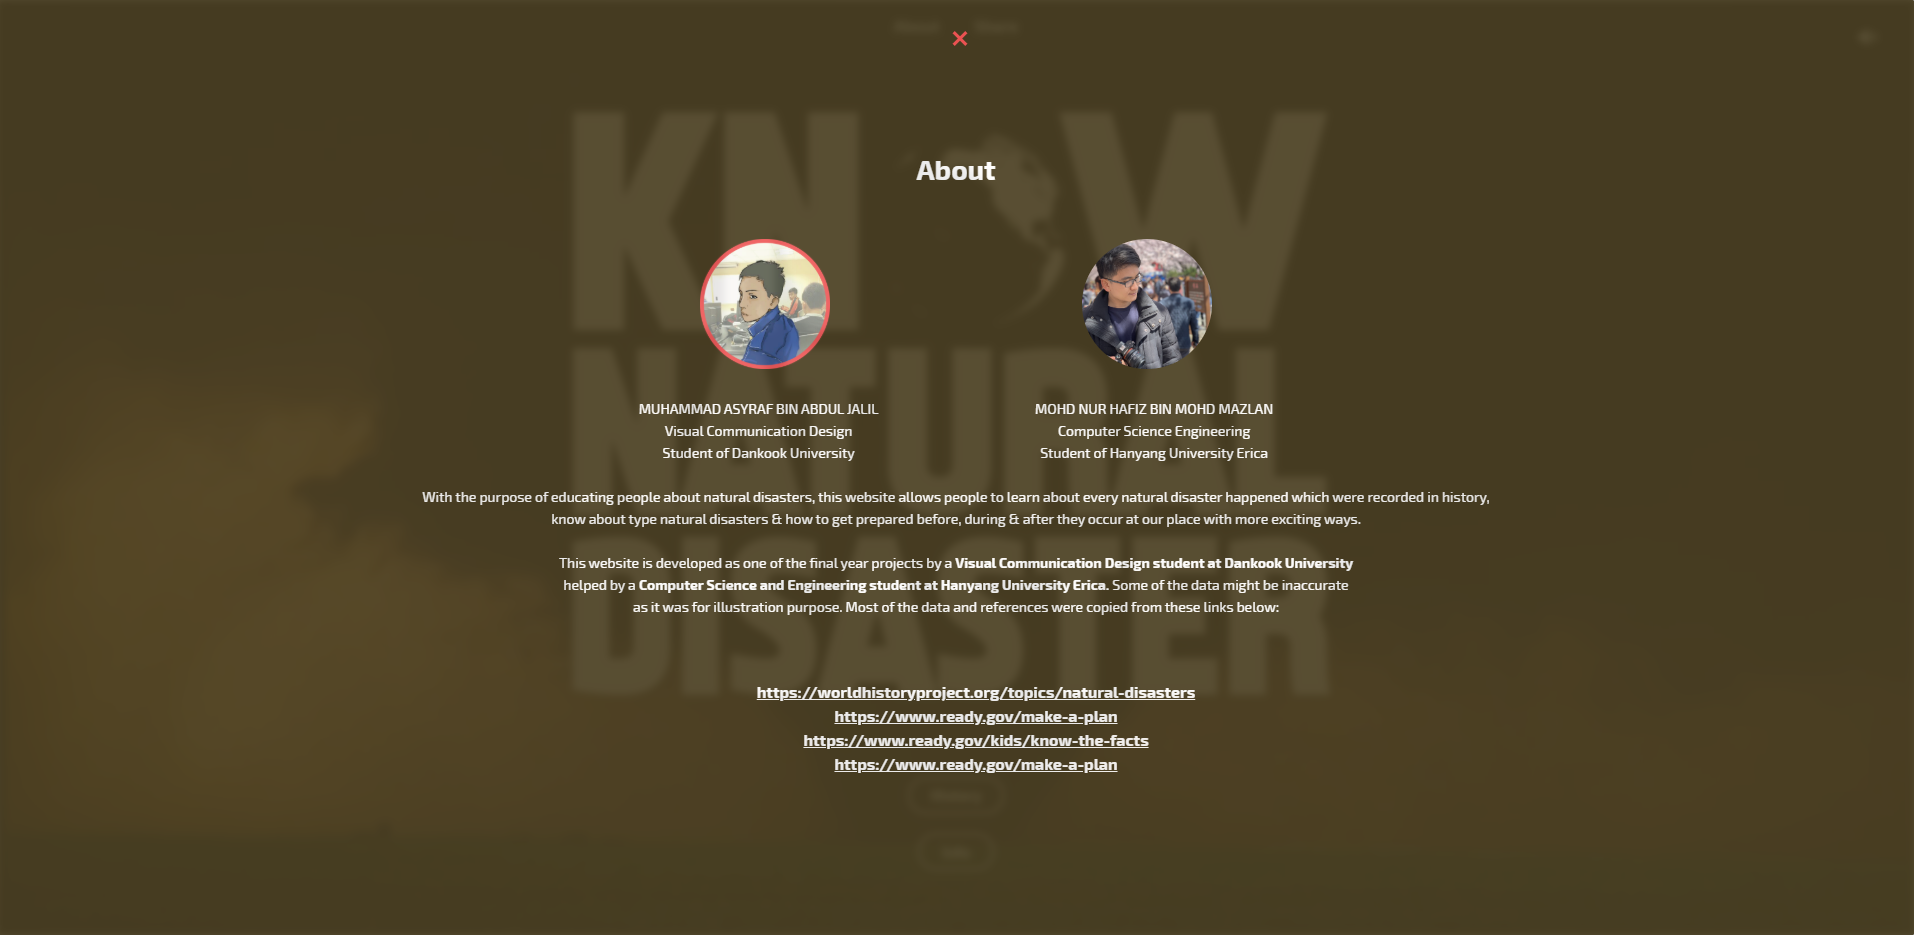 KNOW
About
NATURAL
MUHAMMAD ASYRAF BIN ABDUL JALIL
Visual Communication Design
Student of Dankook University
MOHD NUR HAFIZ BIN MOHD MAZLAN
Computer Science Engineering
Student of Hanyang University Erica
With the purpose of educating people about natural disasters, this website allows people to learn about every natural disaster happened which were recorded in history,
know about type natural disasters & how to get prepared before, during & after they occur at our place with more exciting ways.
DISASTER
This website is developed as one of the final year projects by a Visual Communication Design student at Dankook University
helped by a Computer Science and Engineering student at Hanyang University Erica. Some of the data might be inaccurate
as it was for illustration purpose. Most of the data and references were copied from these links below:
https://worldhistoryproject.org/topics/natural-disasters
https://www.ready.gov/make-a-plan
https://www.ready.gov/kids/know-the-facts
https://www.ready.gov/make-a-plan